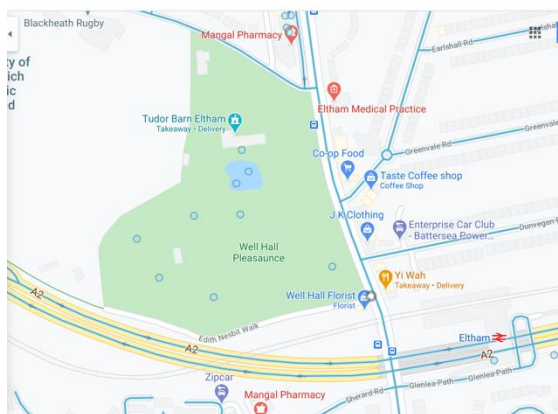 Blackheath Rugby
Mangal Pharmacy
Earlshall Rd
ty of
ich
ic
d
Eltham Medical Practice
Tudor Barn Eltham
Takeaway • Delivery
Greenvale Rd
Co-op Food
Taste Coffee shop
Coffee Shop
J K Clothing
Enterprise Car Club
- Battersea Power...
Dunvegan
Well Hall
Pleasaunce
Yi Wah
Takeaway • Delivery
Well Hall Florist
Florist
A2
Edith Nesbit Walk
Eltham
A2
A2
Zipcar
Sherard Rd
Glenlea Path
Glenlea Path
Mangal Pharmacy